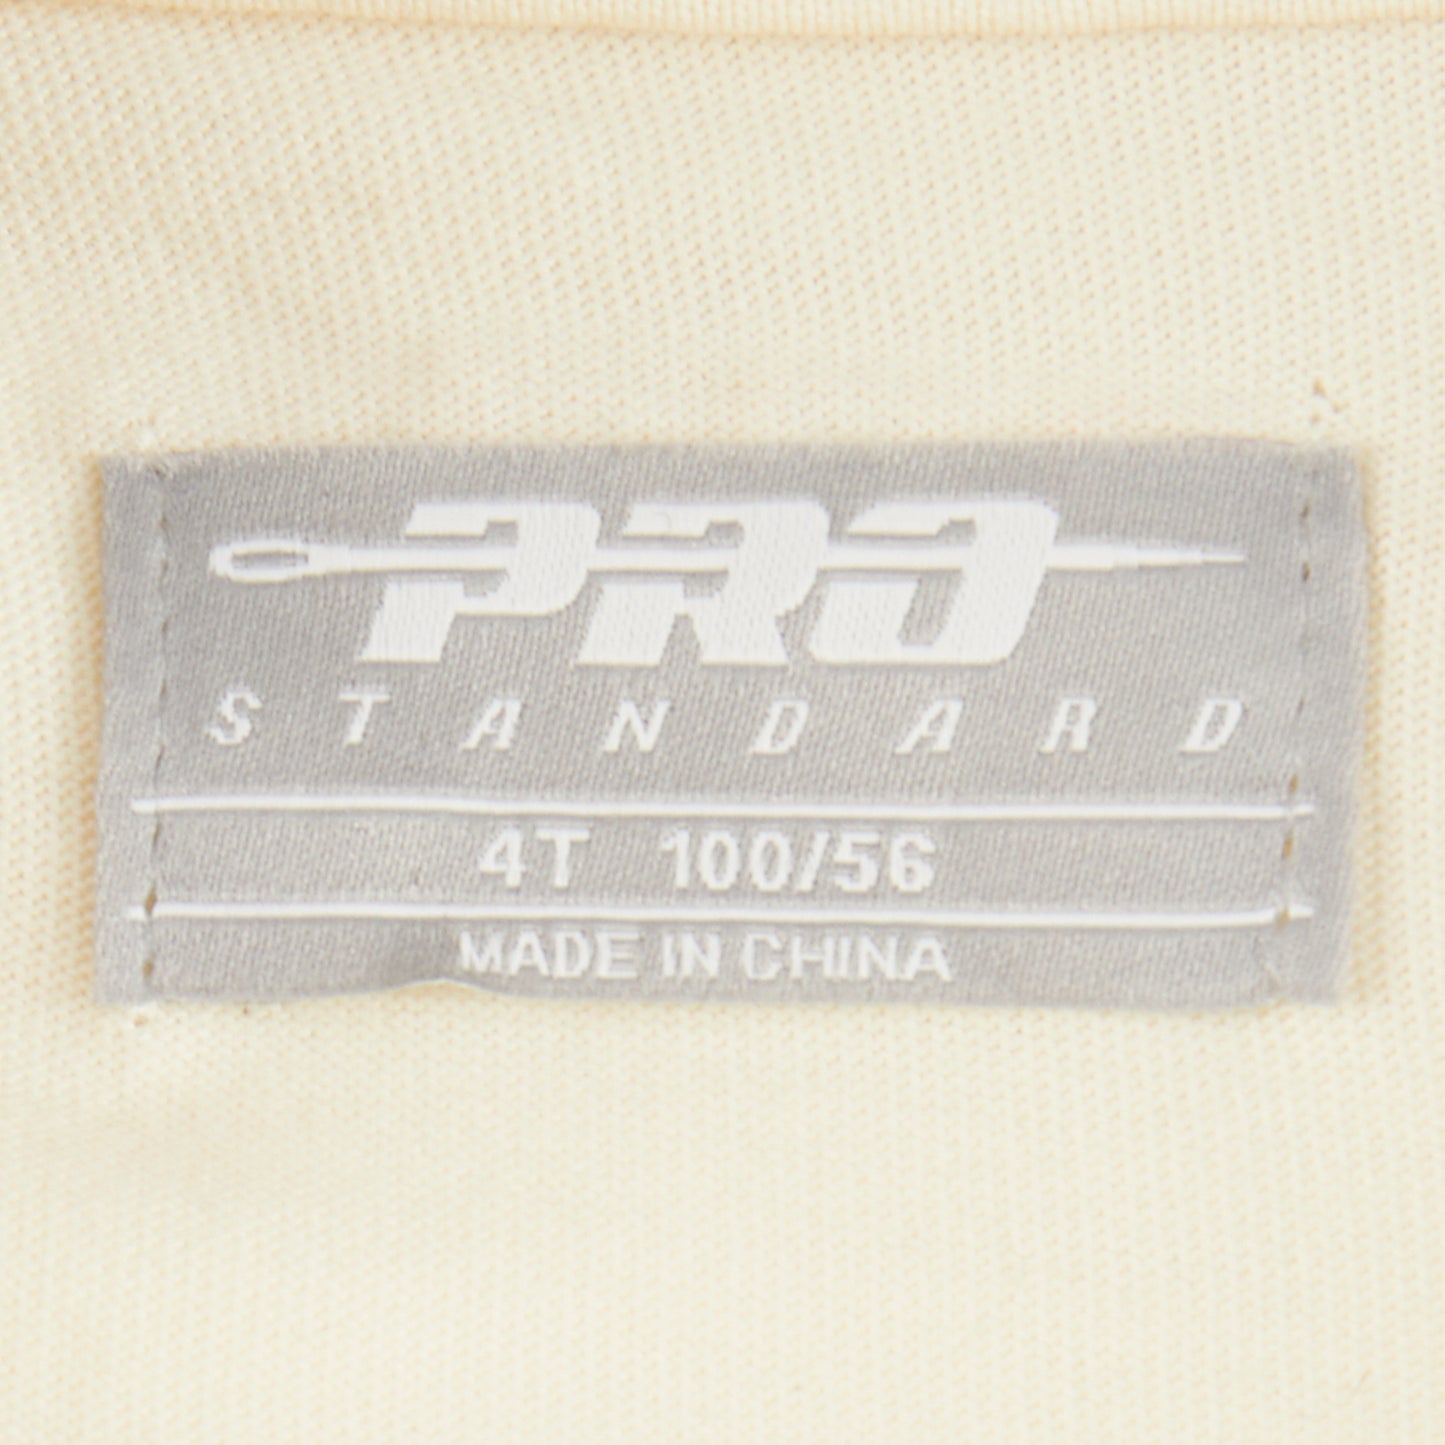 PRO
STANDARD
4T 100/56
MADE IN CHINA